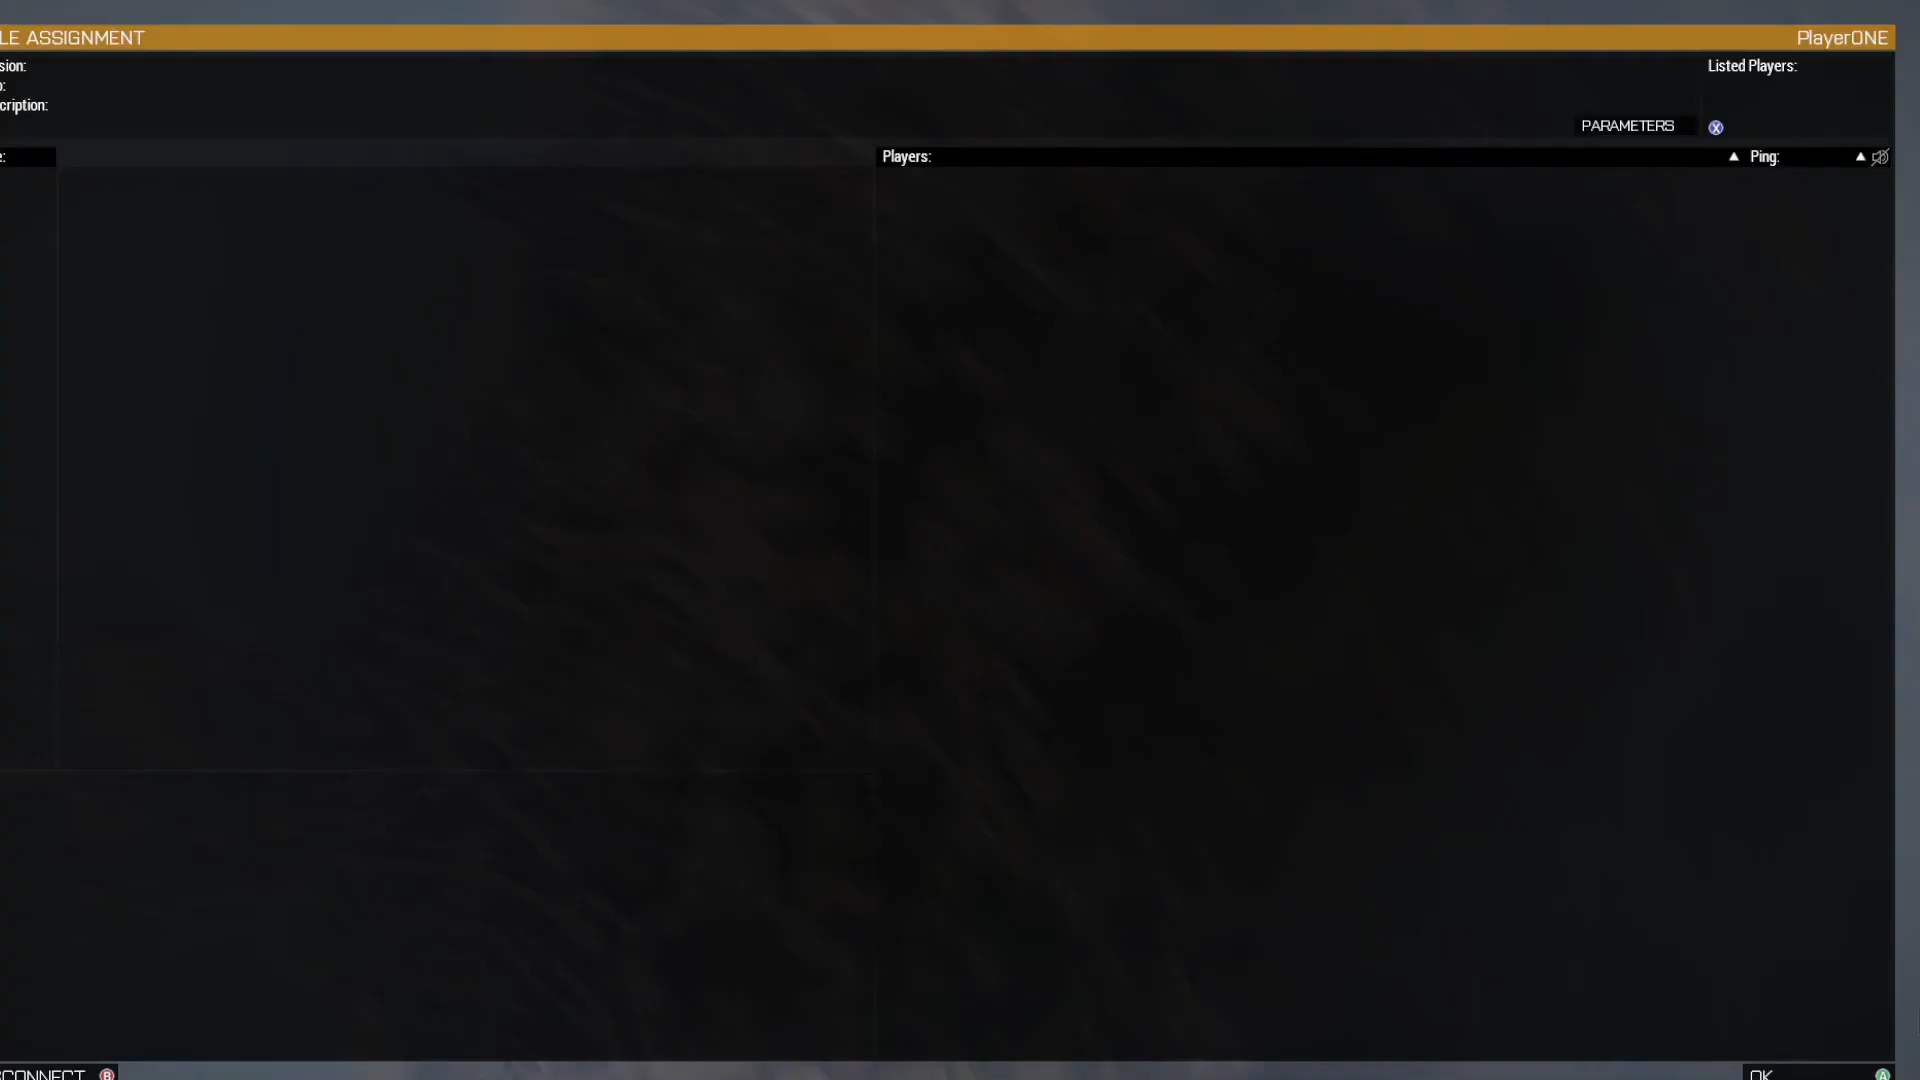 LE ASSIGNMENT PlayerONE
sion: Listed Players:
o:
cription:
PARAMETERS X
e: Players: Ping:
CONNECT B OK A